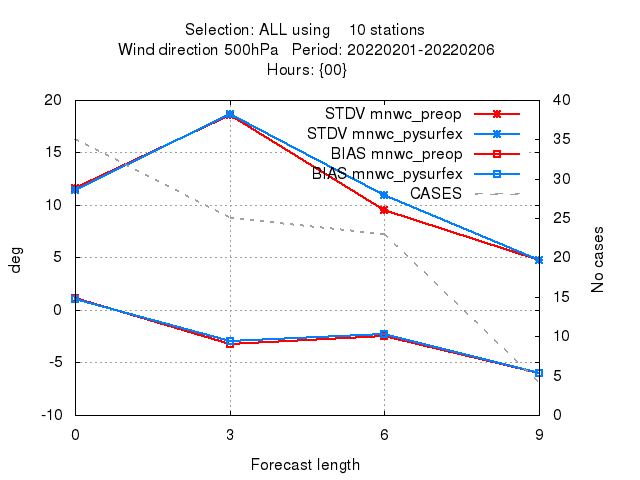 Selection: ALL using    10 stations
Wind direction 500hPa   Period: 20220201-20220206
Hours: {00}
STDV mnwc_preop
STDV mnwc_pysurfex
BIAS mnwc_preop
BIAS mnwc_pysurfex
CASES
20
15
10
5
0
-5
-10
deg
40
35
30
25
20
15
10
5
0
No cases
0
3
6
9
Forecast length